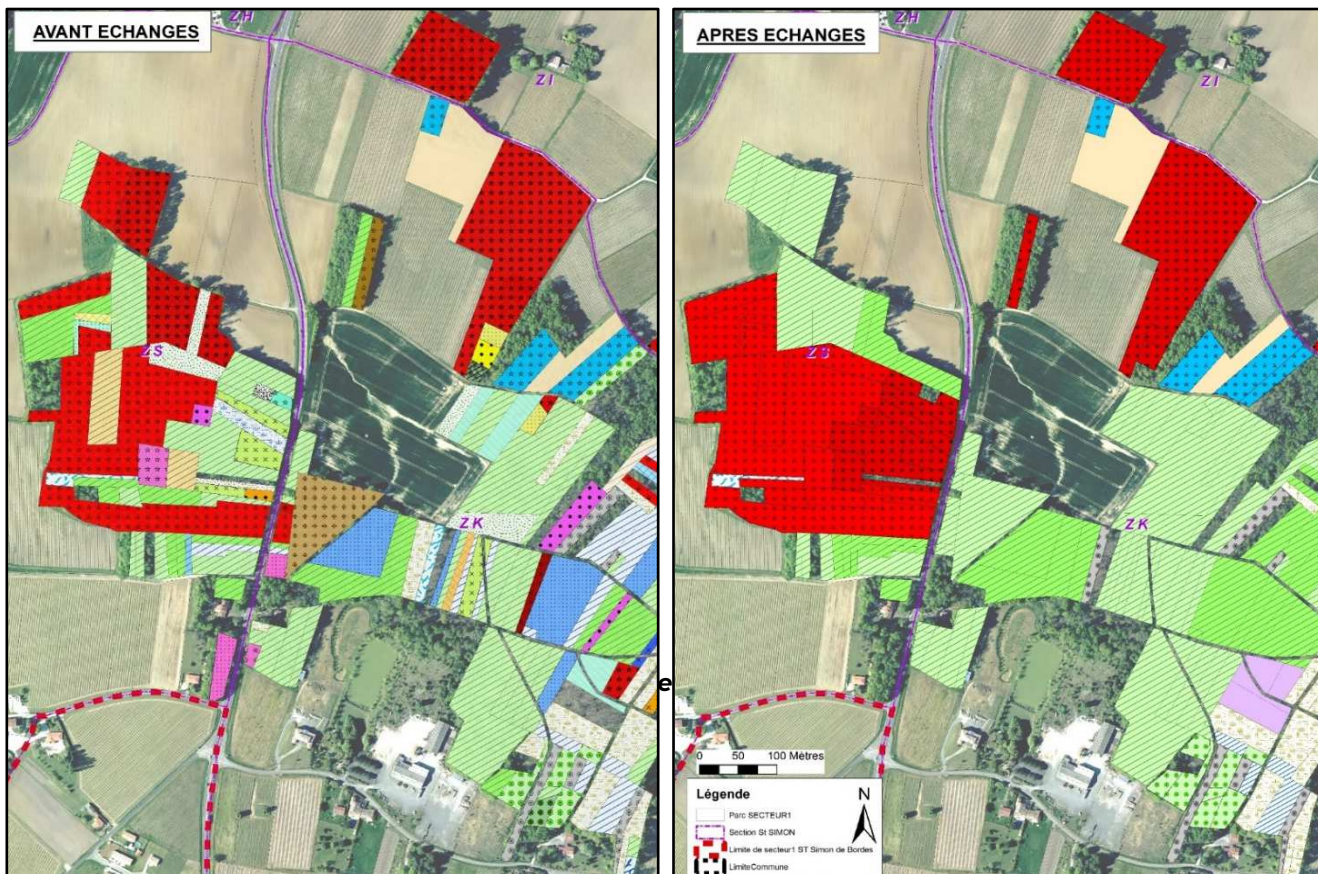 AVANT ECHANGES
ZH
ZI
ZS
ZK
APRES ECHANGES
ZH
ZI
ZS
ZK
e
0 50 100 Mètres
Légende
N
Parc SECTEUR1
Section St SIMON
Limite de secteur1 ST Simon de Bordes
LimiteCommune